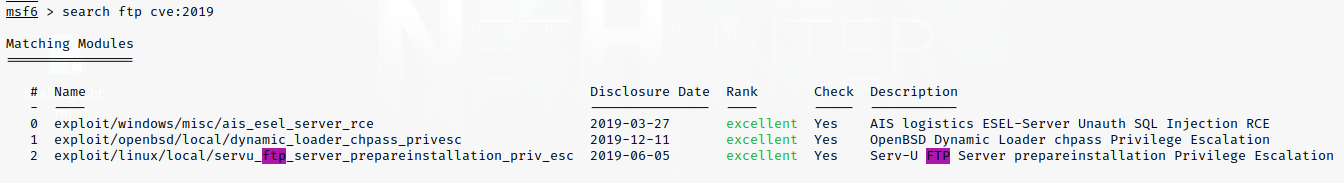 msf6 > search ftp cve:2019
Matching Modules
================
# Name Disclosure Date Rank Check Description
- ---- --------------- ---- ----- -----------
0 exploit/windows/misc/ais_esel_server_rce 2019-03-27 excellent Yes AIS logistics ESEL-Server Unauth SQL Injection RCE
1 exploit/openbsd/local/dynamic_loader_chpass_privesc 2019-12-11 excellent Yes OpenBSD Dynamic Loader chpass Privilege Escalation
2 exploit/linux/local/servu_ftp_server_prepareinstallation_priv_esc 2019-06-05 excellent Yes Serv-U FTP Server prepareinstallation Privilege Escalation
NETHUNTER